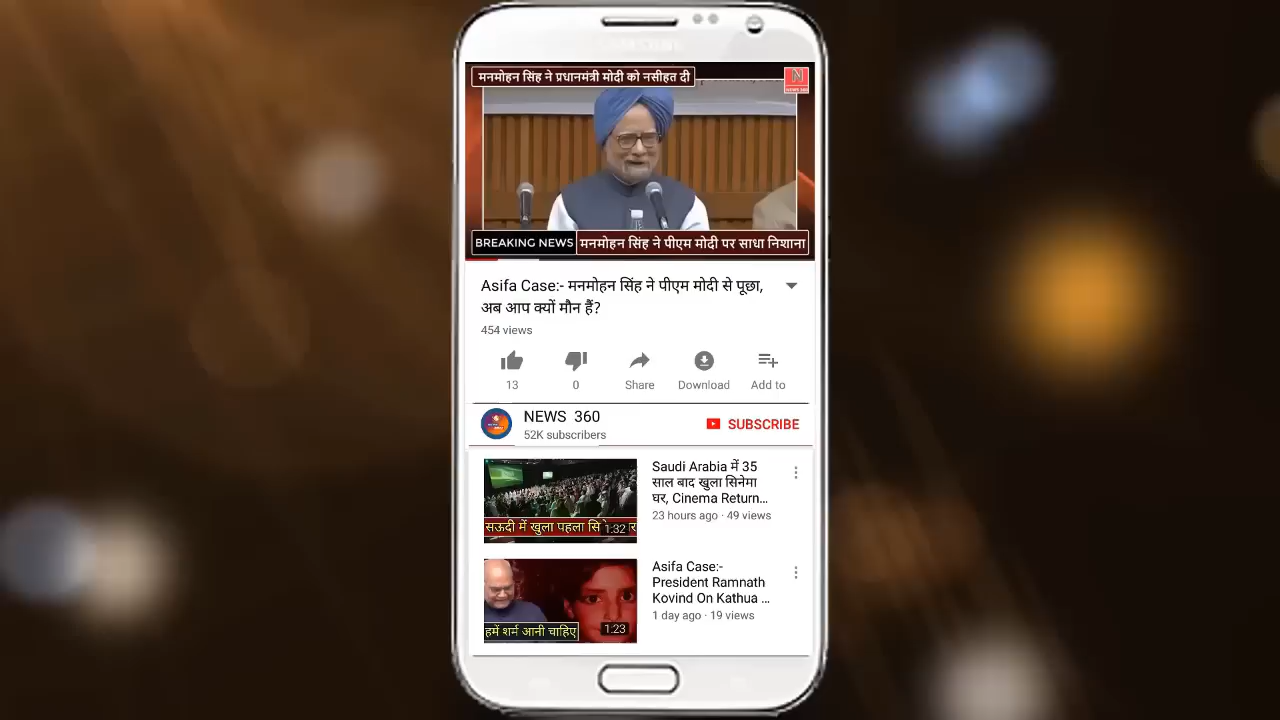 SAMSUNG
मनमोहन सिंह ने प्रधानमंत्री मोदी को नसीहत दी
N
NEWS 360
BREAKING NEWS मनमोहन सिंह ने पीएम मोदी पर साधा निशाना
Asifa Case:- मनमोहन सिंह ने पीएम मोदी से पूछा,
अब आप क्यों मौन हैं?
454 views
13 0 Share Download Add to
NEWS 360
52K subscribers
SUBSCRIBE
Saudi Arabia में 35
साल बाद खुला सिनेमा
घर, Cinema Return...
23 hours ago · 49 views
सऊदी में खुला पहला
1:32
Asifa Case:-
President Ramnath
Kovind On Kathua ...
1 day ago · 19 views
हमें शर्म आनी चाहिए
1:23